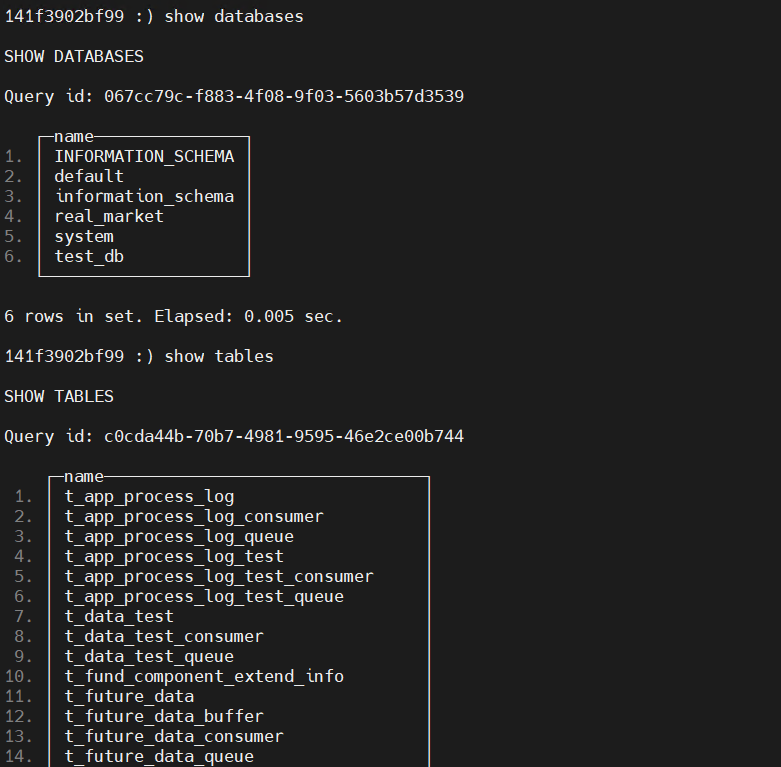 141f3902bf99 :) show databases
SHOW DATABASES
Query id: 067cc79c-f883-4f08-9f03-5603b57d3539
name
1. INFORMATION_SCHEMA
2. default
3. information_schema
4. real_market
5. system
6. test_db
6 rows in set. Elapsed: 0.005 sec.
141f3902bf99 :) show tables
SHOW TABLES
Query id: c0cda44b-70b7-4981-9595-46e2ce00b744
name
1. t_app_process_log
2. t_app_process_log_consumer
3. t_app_process_log_queue
4. t_app_process_log_test
5. t_app_process_log_test_consumer
6. t_app_process_log_test_queue
7. t_data_test
8. t_data_test_consumer
9. t_data_test_queue
10. t_fund_component_extend_info
11. t_future_data
12. t_future_data_buffer
13. t_future_data_consumer
14. t_future_data_queue